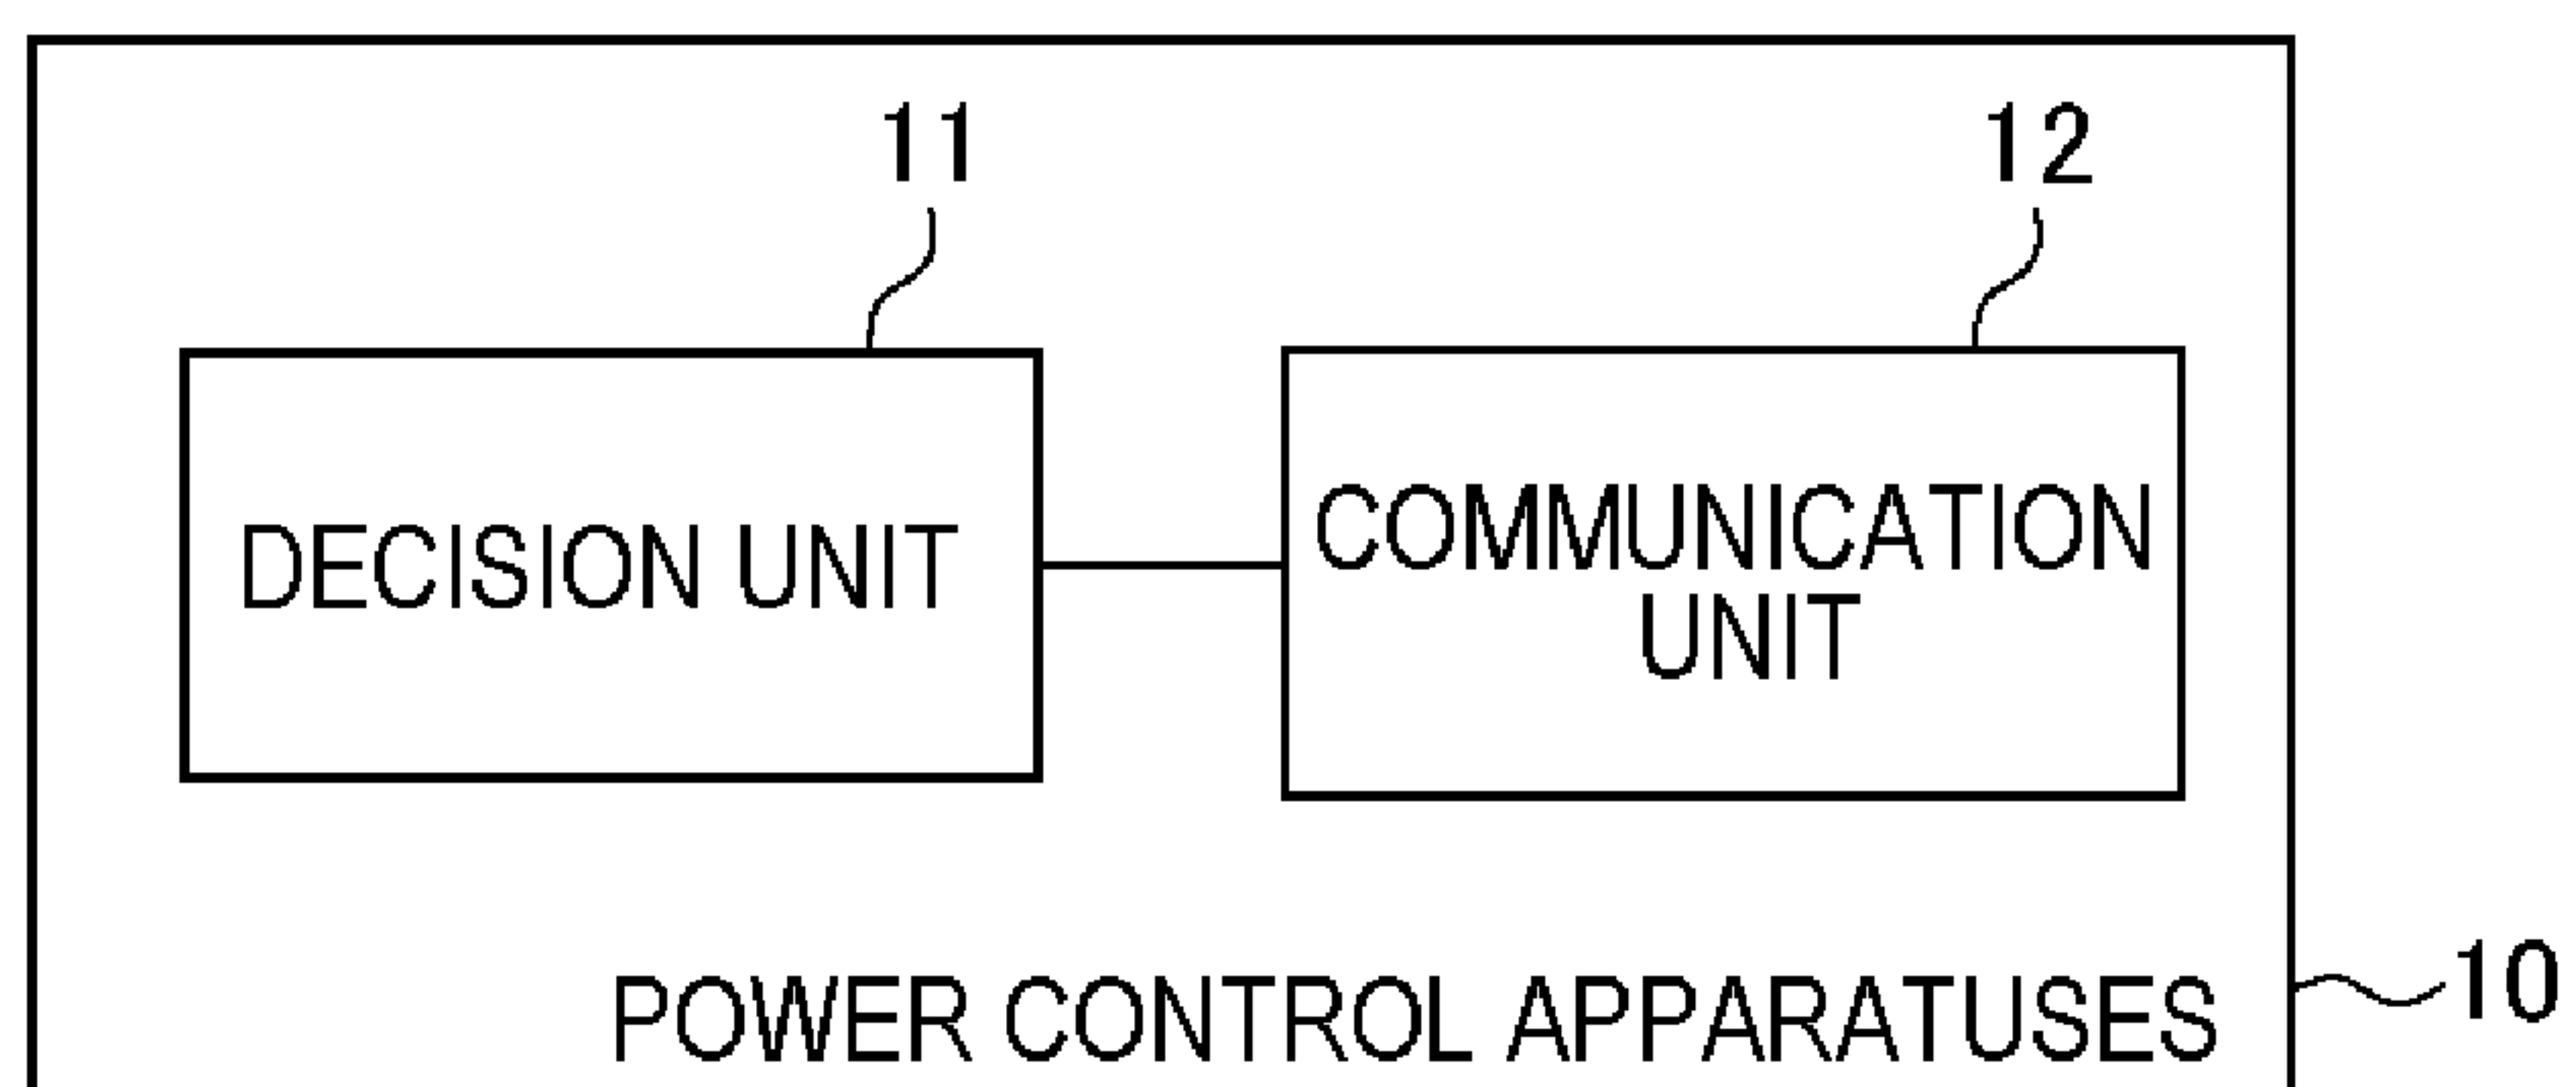 11
12
DECISION UNIT
COMMUNICATION
UNIT
POWER CONTROL APPARATUSES
10